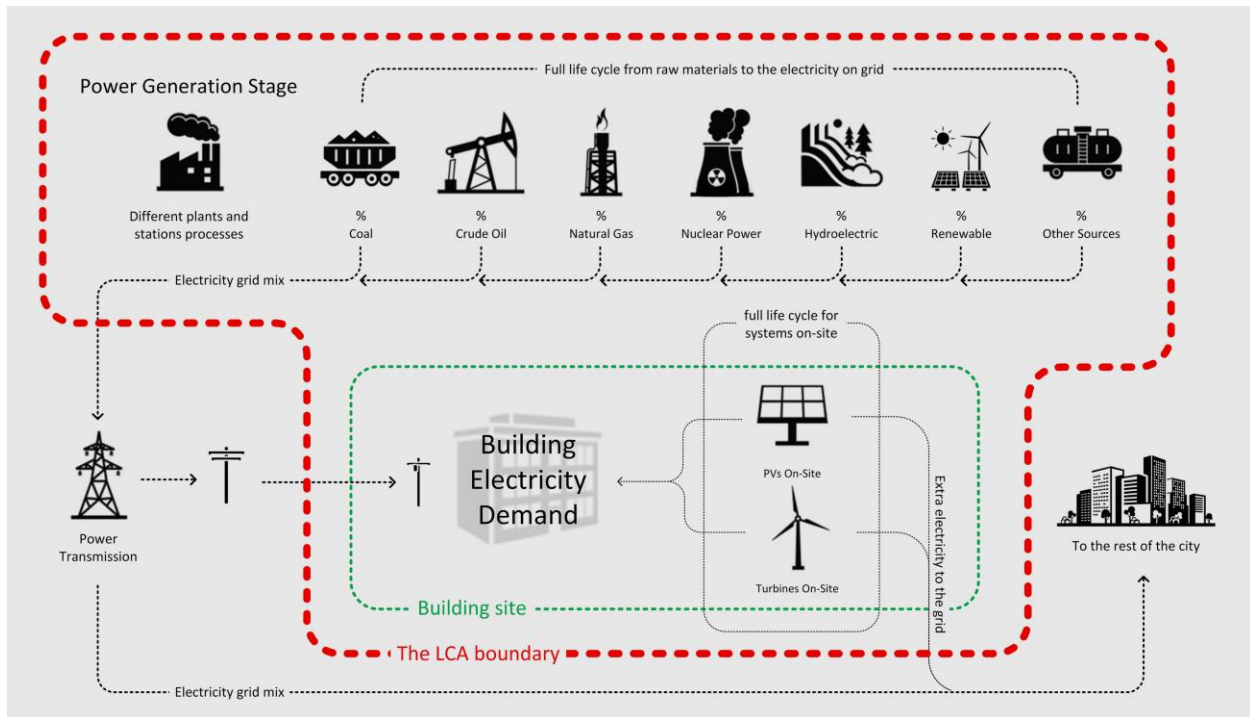 Full life cycle from raw materials to the electricity on grid
Power Generation Stage
Different plants and
stations processes
%
Coal
%
Crude Oil
%
Natural Gas
%
Nuclear Power
%
Hydroelectric
%
Renewable
%
Other Sources
Electricity grid mix
full life cycle for
systems on-site
Building
Electricity
Demand
PVs On-Site
Turbines On-Site
Extra electricity to the grid
Power
Transmission
To the rest of the city
Building site
The LCA boundary
Electricity grid mix